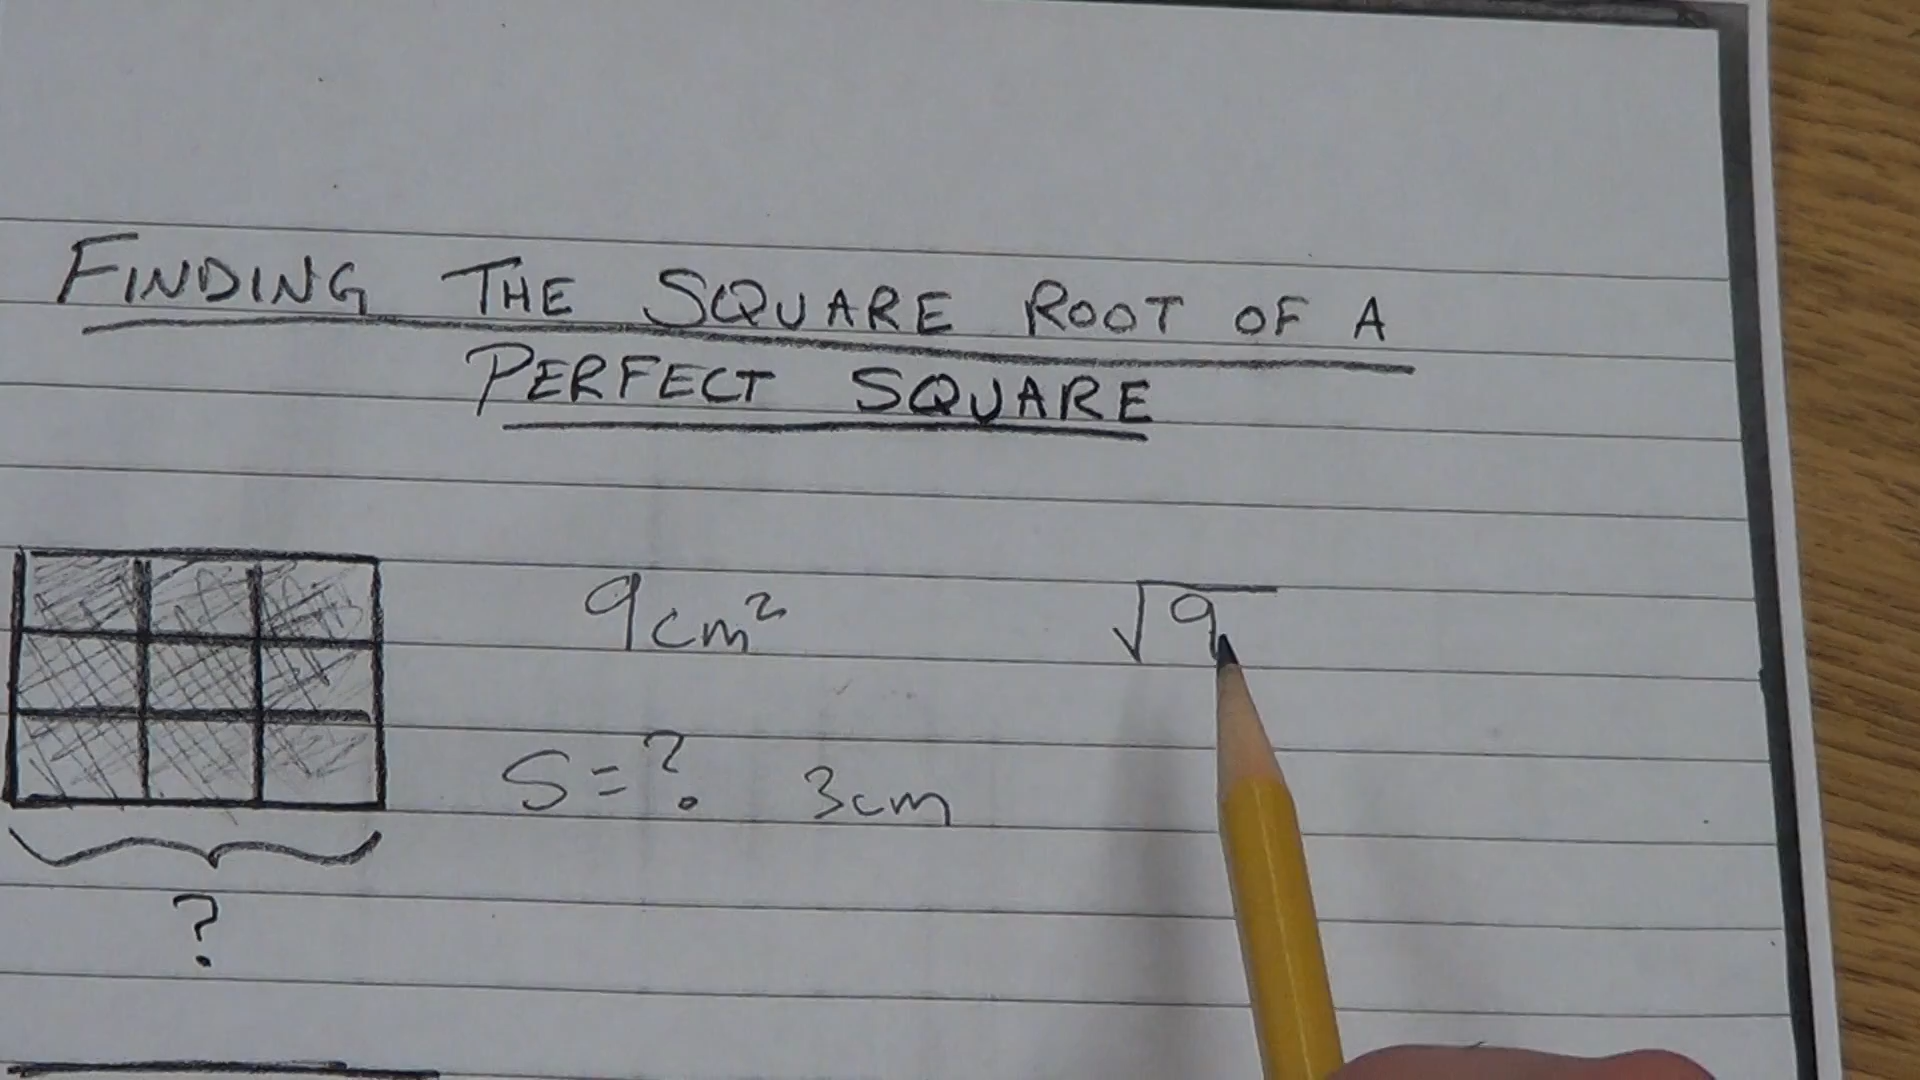 FINDING THE SQUARE ROOT OF A
PERFECT SQUARE
9cm² √9
S=? 3cm
?